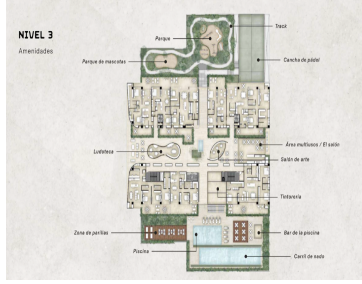 NIVEL 3
Amenidades
Track
Parque
Parque de mascotas
Cancha de pádel
Área multiusos / El salón
Ludoteca
Salón de arte
Tintorería
Zona de parrillas
Bar de la piscina
Piscina
Carril de nado